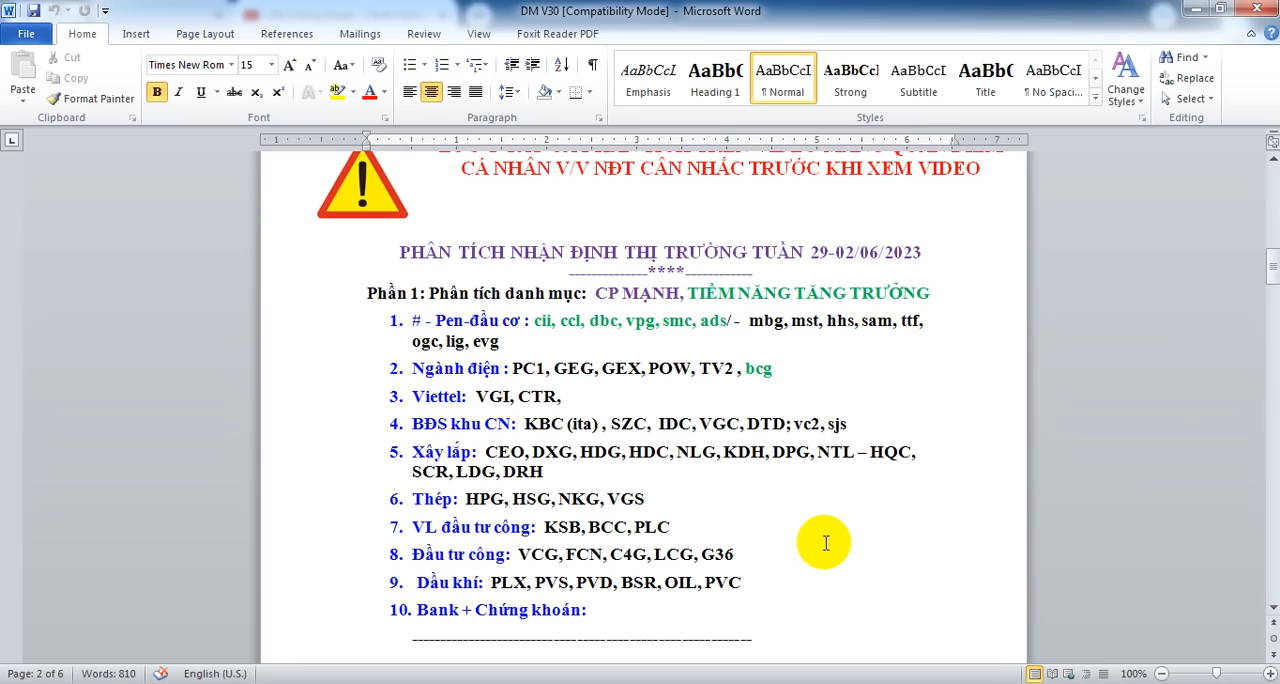 DM V30 [Compatibility Mode] - Microsoft Word
File Home Insert Page Layout References Mailings Review View Foxit Reader PDF
Paste
Cut
Copy
Format Painter
Clipboard
Times New Rom 15
Font
Paragraph
AaBbCcI Emphasis
AaBb( Heading 1
AaBbCcI ¶ Normal
AaBbCcl Strong
AaBbCcI Subtitle
AaBb( Title
AaBbCcI ¶ No Spaci...
Styles
Change Styles
Find
Replace
Select
Editing
CÁ NHÂN V/V NĐT CÂN NHẮC TRƯỚC KHI XEM VIDEO
PHÂN TÍCH NHẬN ĐỊNH THỊ TRƯỜNG TUẦN 29-02/06/2023
--------------****------------
Phần 1: Phân tích danh mục: CP MẠNH, TIỀM NĂNG TĂNG TRƯỞNG
1. # - Pen-đầu cơ : cii, ccl, dbc, vpg, smc, ads/ - mbg, mst, hhs, sam, ttf,
ogc, lig, evg
2. Ngành điện : PC1, GEG, GEX, POW, TV2 , bcg
3. Viettel: VGI, CTR,
4. BĐS khu CN: KBC (ita) , SZC, IDC, VGC, DTD; vc2, sjs
5. Xây lắp: CEO, DXG, HDG, HDC, NLG, KDH, DPG, NTL – HQC,
SCR, LDG, DRH
6. Thép: HPG, HSG, NKG, VGS
7. VL đầu tư công: KSB, BCC, PLC
8. Đầu tư công: VCG, FCN, C4G, LCG, G36
9. Dầu khí: PLX, PVS, PVD, BSR, OIL, PVC
10. Bank + Chứng khoán:
Page: 2 of 6 Words: 810 English (U.S.) 100%